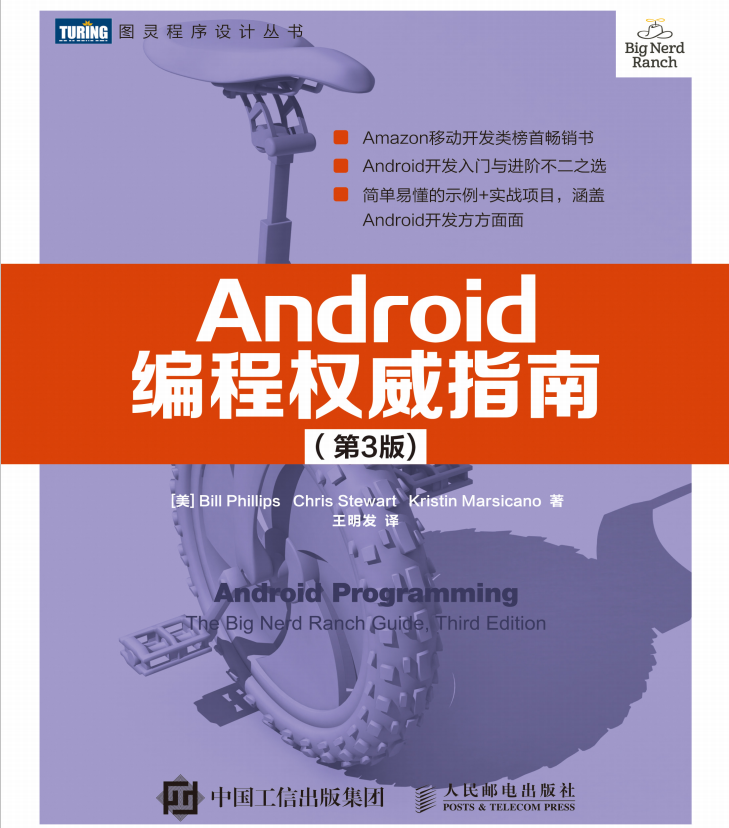 TURING 图灵程序设计丛书
Big Nerd
Ranch
Amazon移动开发类榜首畅销书
Android开发入门与进阶不二之选
简单易懂的示例+实战项目，涵盖
Android开发方方面面
Android
编程权威指南
（第3版）
[美] Bill Phillips Chris Stewart Kristin Marsicano 著
王明发 译
Android Programming
The Big Nerd Ranch Guide, Third Edition
中国工信出版集团
人民邮电出版社
POSTS & TELECOM PRESS